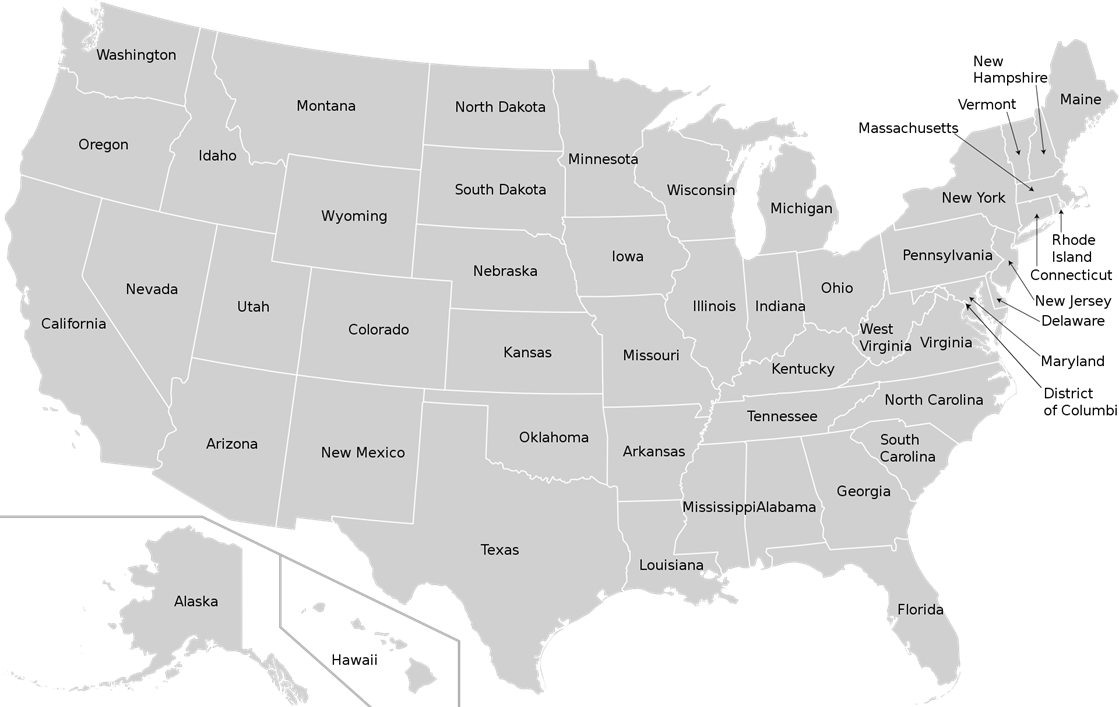 New
Hampshire
Washington
Maine
Vermont
Montana
North Dakota
Massachusetts
Oregon
Idaho
Minnesota
South Dakota
Wisconsin
New York
Michigan
Wyoming
Rhode
Island
Pennsylvania
Iowa
Nebraska
Connecticut
Nevada
Ohio
New Jersey
Utah
Illinois
Indiana
Delaware
California
Colorado
West
Virginia
Virginia
Kansas
Missouri
Maryland
Kentucky
District
of Columbi
North Carolina
Tennessee
Oklahoma
Arizona
South
Carolina
New Mexico
Arkansas
Georgia
Mississippi
Alabama
Texas
Louisiana
Alaska
Florida
Hawaii